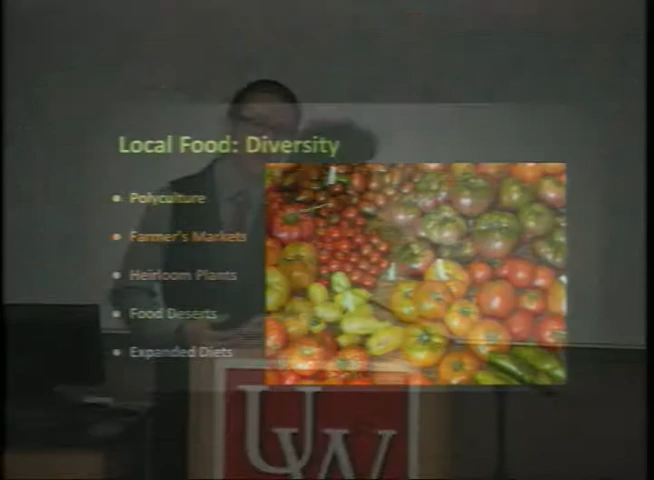 Local Food: Diversity
Polyculture
Farmer's Markets
Heirloom Plants
Food Deserts
Expanded Diets
UW